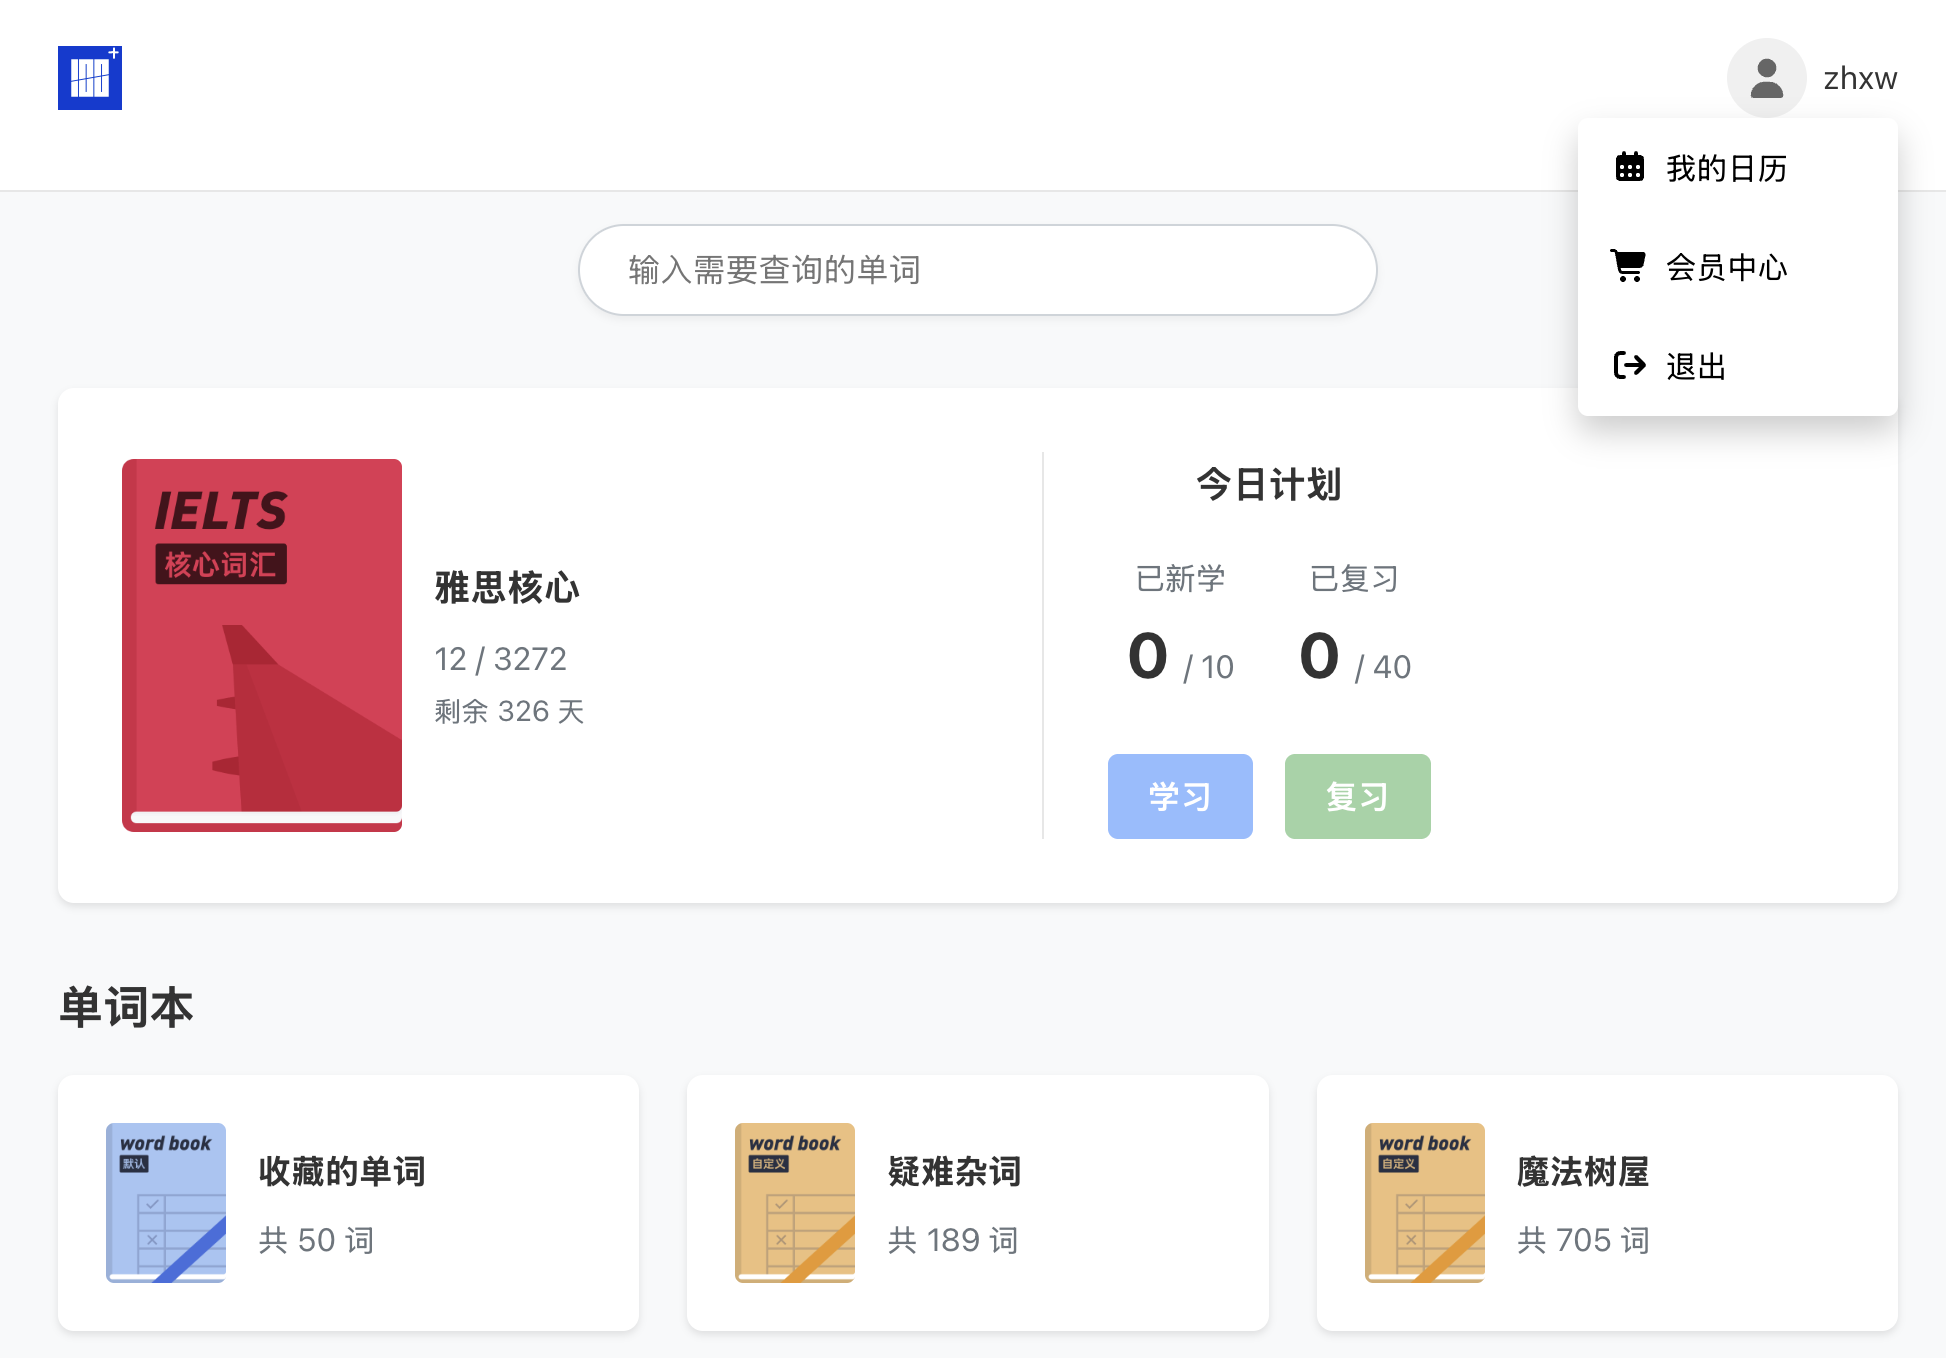 zhxw
我的日历
会员中心
退出
输入需要查询的单词
IELTS
核心词汇
雅思核心
12 / 3272
剩余 326 天
今日计划
已新学 已复习
0 / 10 0 / 40
学习 复习
单词本
word book
默认
收藏的单词
共 50 词
word book
自定义
疑难杂词
共 189 词
word book
自定义
魔法树屋
共 705 词